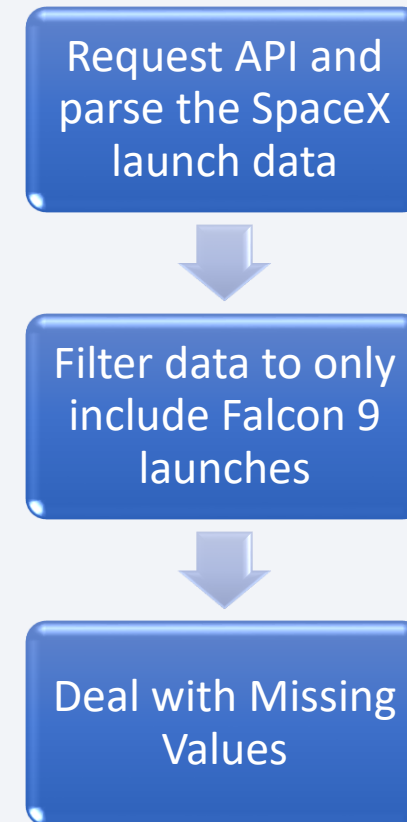 Request API and
parse the SpaceX
launch data
Filter data to only
include Falcon 9
launches
Deal with Missing
Values